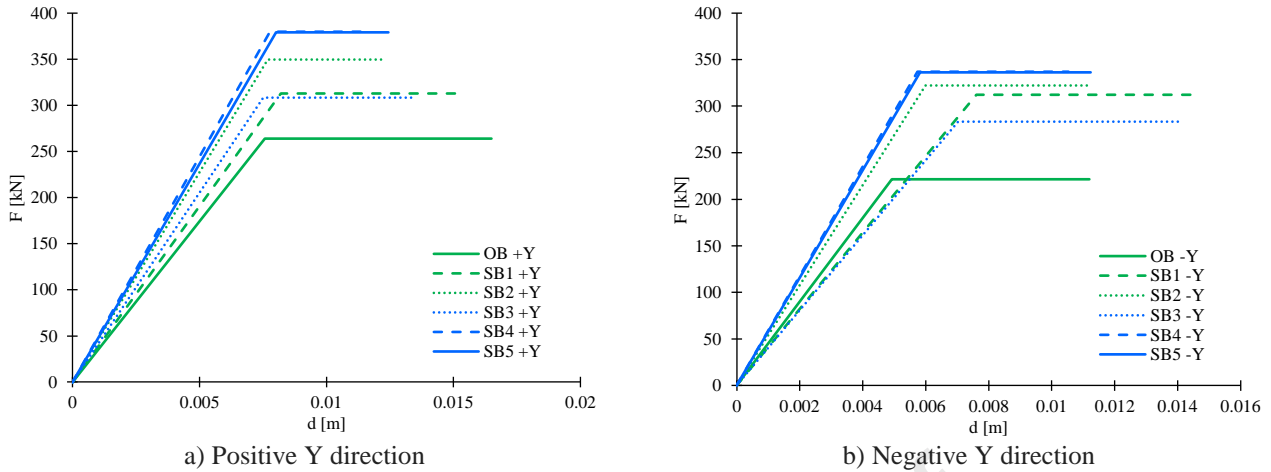 400
350
300
250
200
150
100
50
0
F [kN]
0
0.005
0.01
0.015
0.02
d [m]
OB +Y
SB1 +Y
SB2 +Y
SB3 +Y
SB4 +Y
SB5 +Y
a) Positive Y direction
400
350
300
250
200
150
100
50
0
F [kN]
0
0.002
0.004
0.006
0.008
0.01
0.012
0.014
0.016
d [m]
OB -Y
SB1 -Y
SB2 -Y
SB3 -Y
SB4 -Y
SB5 -Y
b) Negative Y direction